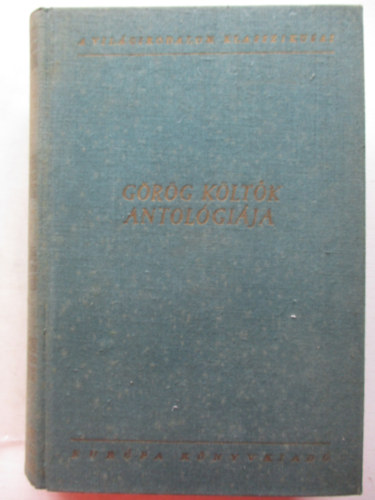 A VILÁGIRODALOM KLASSZIKUSAI
GÖRÖG KÖLTŐK
ANTOLÓGIÁJA
EURÓPA KÖNYVKIADÓ